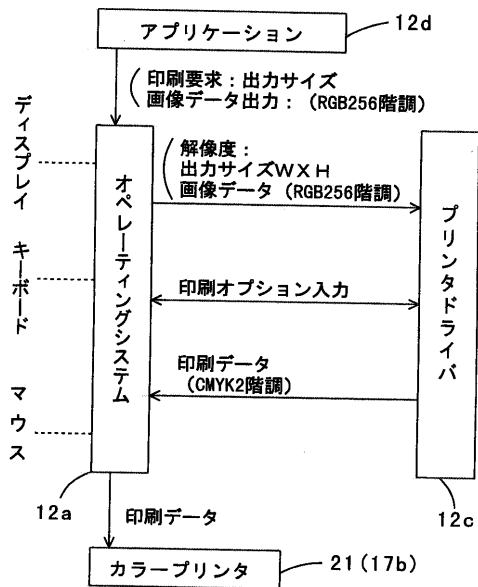 アプリケーション
12d
印刷要求：出力サイズ
画像データ出力：（RGB256階調）
ディスプレイ
キーボード
マウス
オペレーティングシステム
解像度：
出力サイズWXH
画像データ（RGB256階調）
印刷オプション入力
印刷データ
（CMYK2階調）
プリンタドライバ
12a
12c
印刷データ
カラープリンタ
21(17b)